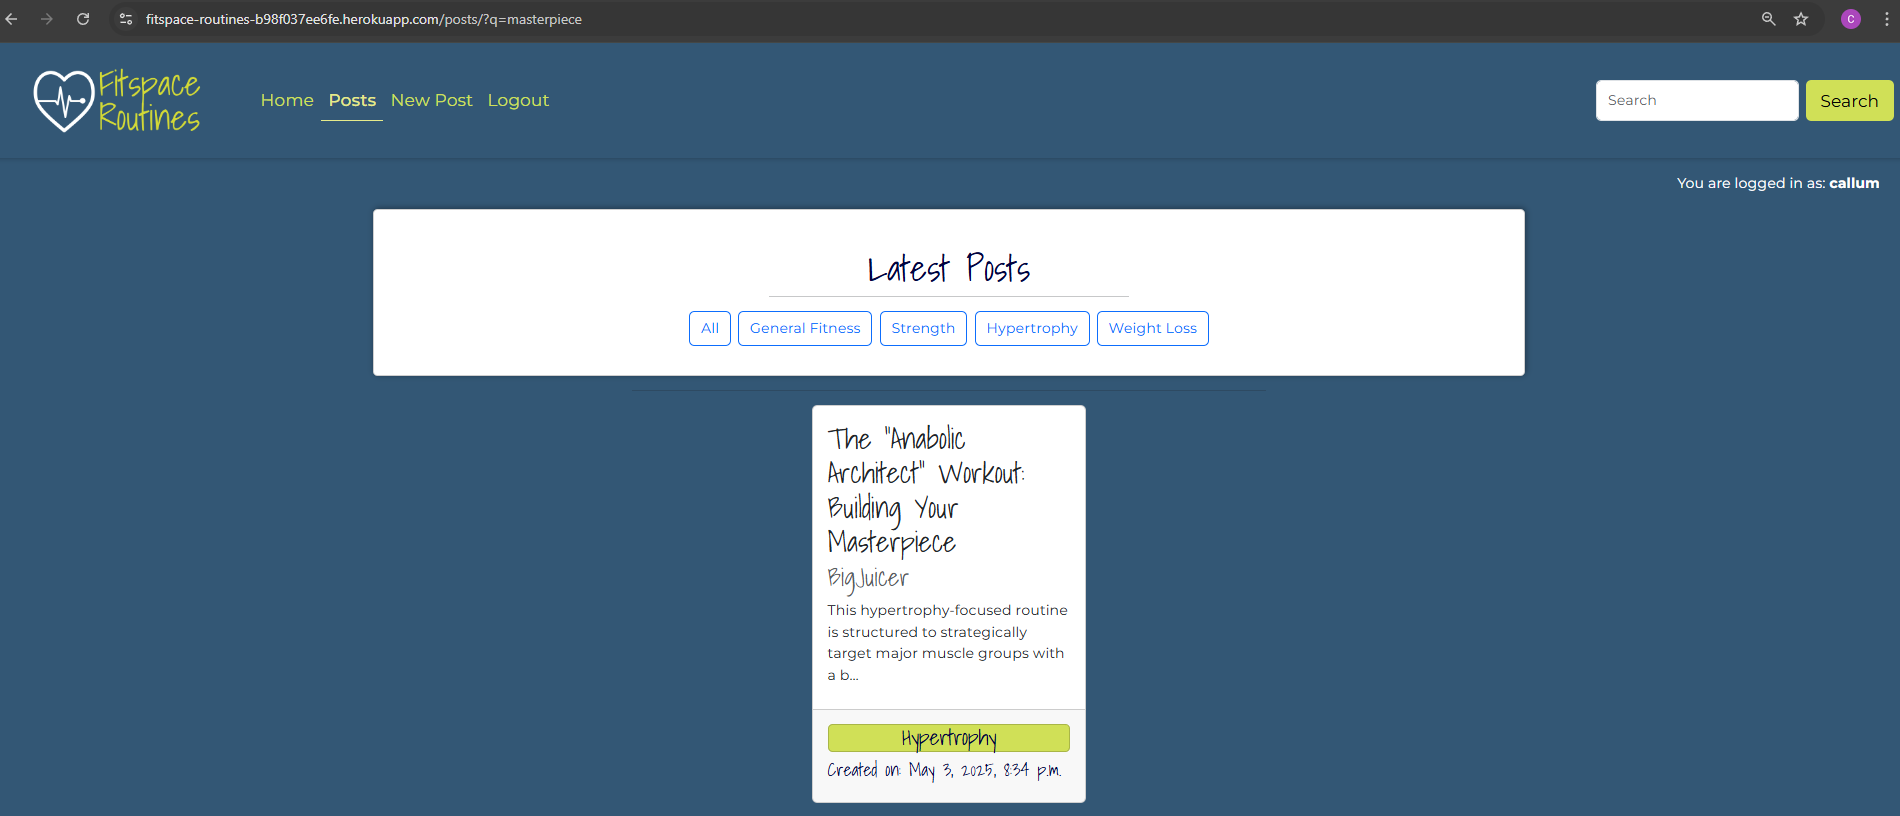 fitspace-routines-b98f037ee6fe.herokuapp.com/posts/?q=masterpiece
C
Fitspace
Routines
Home Posts New Post Logout
Search Search
You are logged in as: callum
Latest Posts
All General Fitness Strength Hypertrophy Weight Loss
The "Anabolic
Architect" Workout:
Building Your
Masterpiece
BigJuicer
This hypertrophy-focused routine
is structured to strategically
target major muscle groups with
a b...
Hypertrophy
Created on: May 3, 2025, 8:34 p.m.